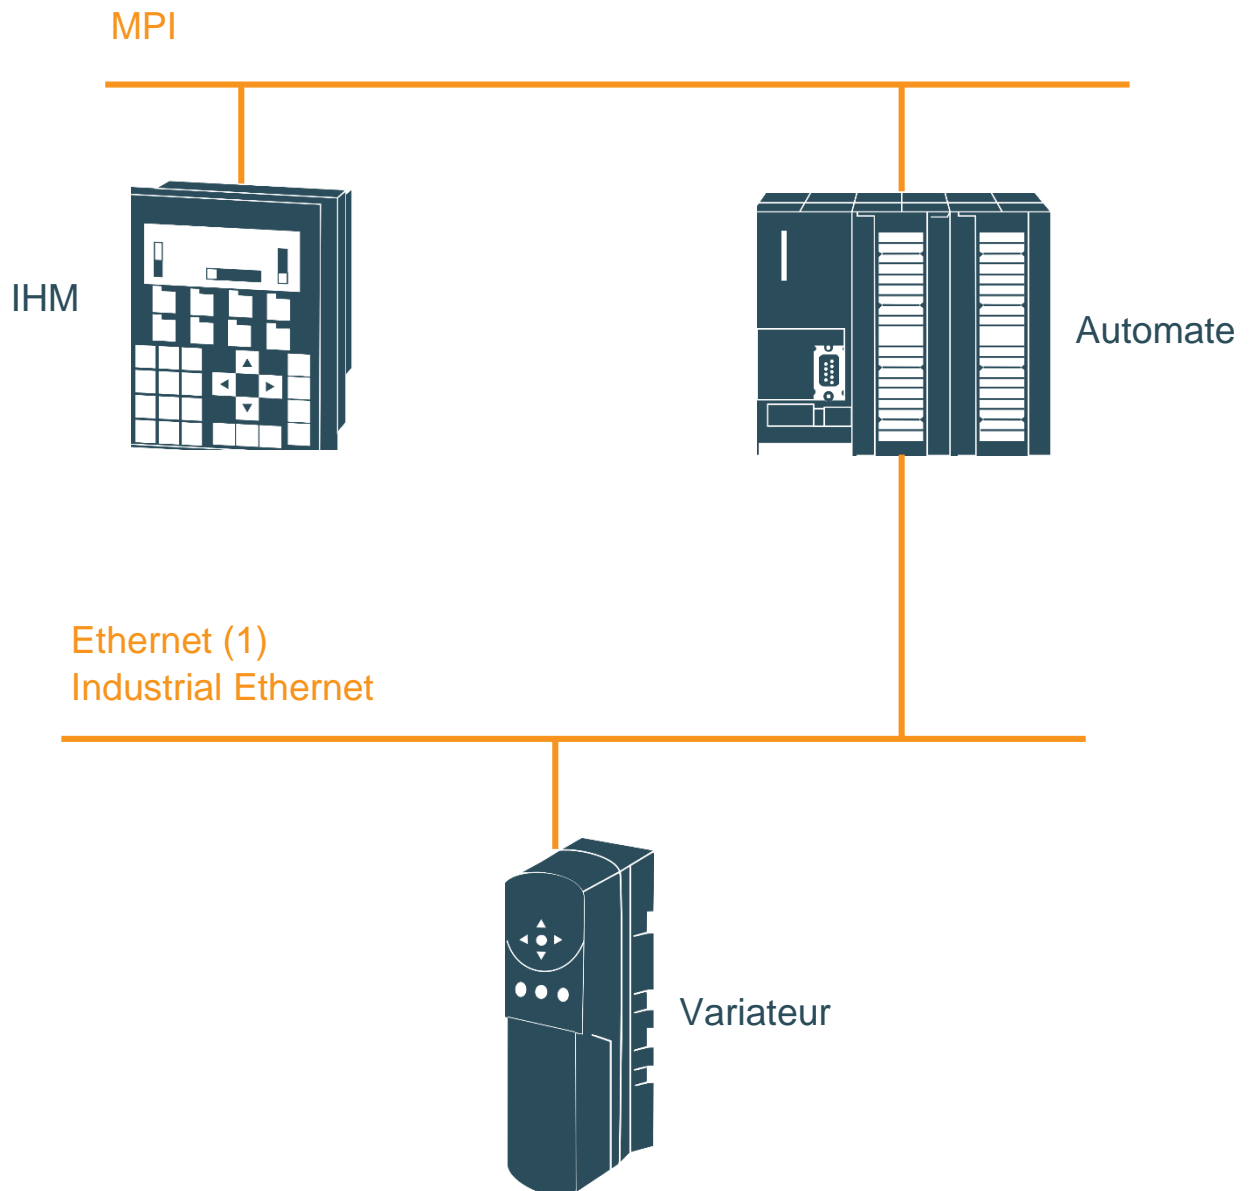 MPI
IHM
Automate
Ethernet (1)
Industrial Ethernet
Variateur